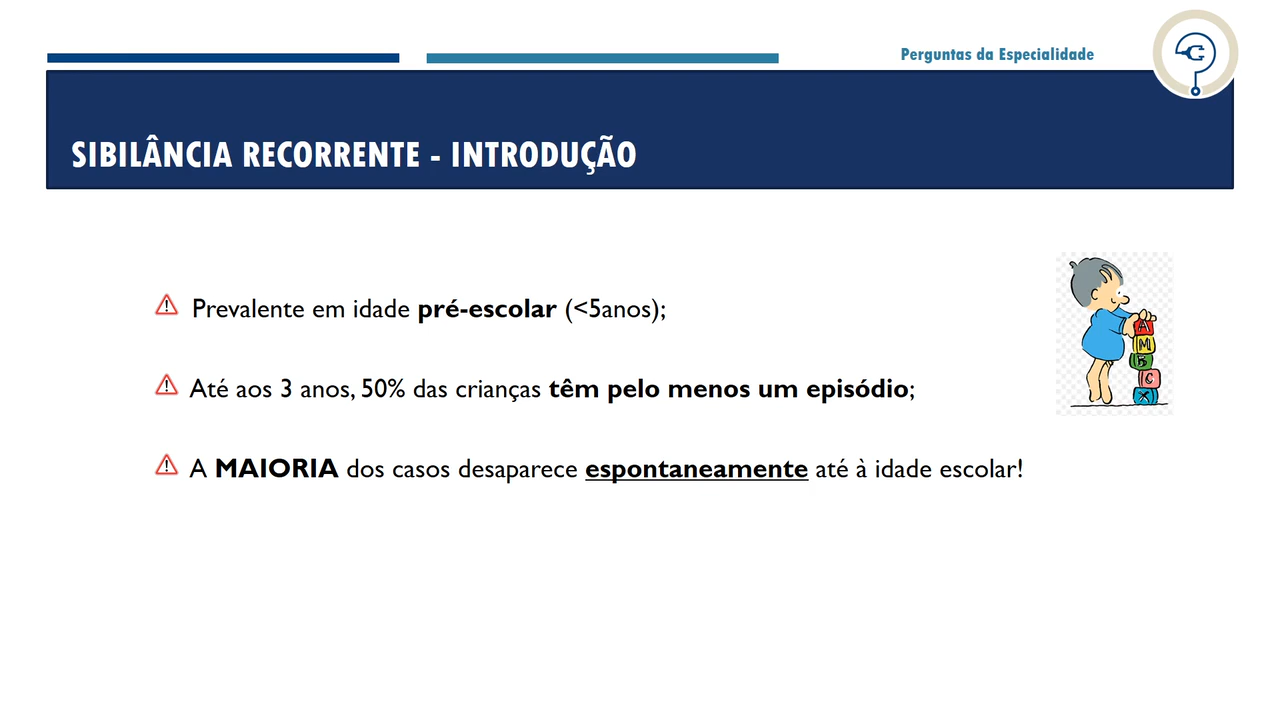 Perguntas da Especialidade
SIBILÂNCIA RECORRENTE - INTRODUÇÃO
Prevalente em idade pré-escolar (<5anos);
Até aos 3 anos, 50% das crianças têm pelo menos um episódio;
A MAIORIA dos casos desaparece espontaneamente até à idade escolar!
A
M
B
C
X